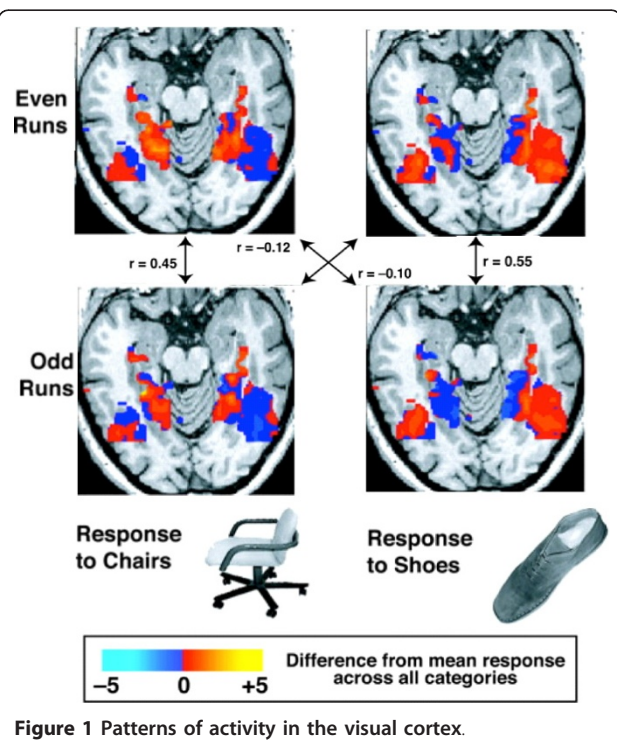 Even
Runs
r = 0.45
r = –0.12
r = –0.10
r = 0.55
Odd
Runs
Response
to Chairs
Response
to Shoes
Difference from mean response
across all categories
–5 0 +5
Figure 1 Patterns of activity in the visual cortex.